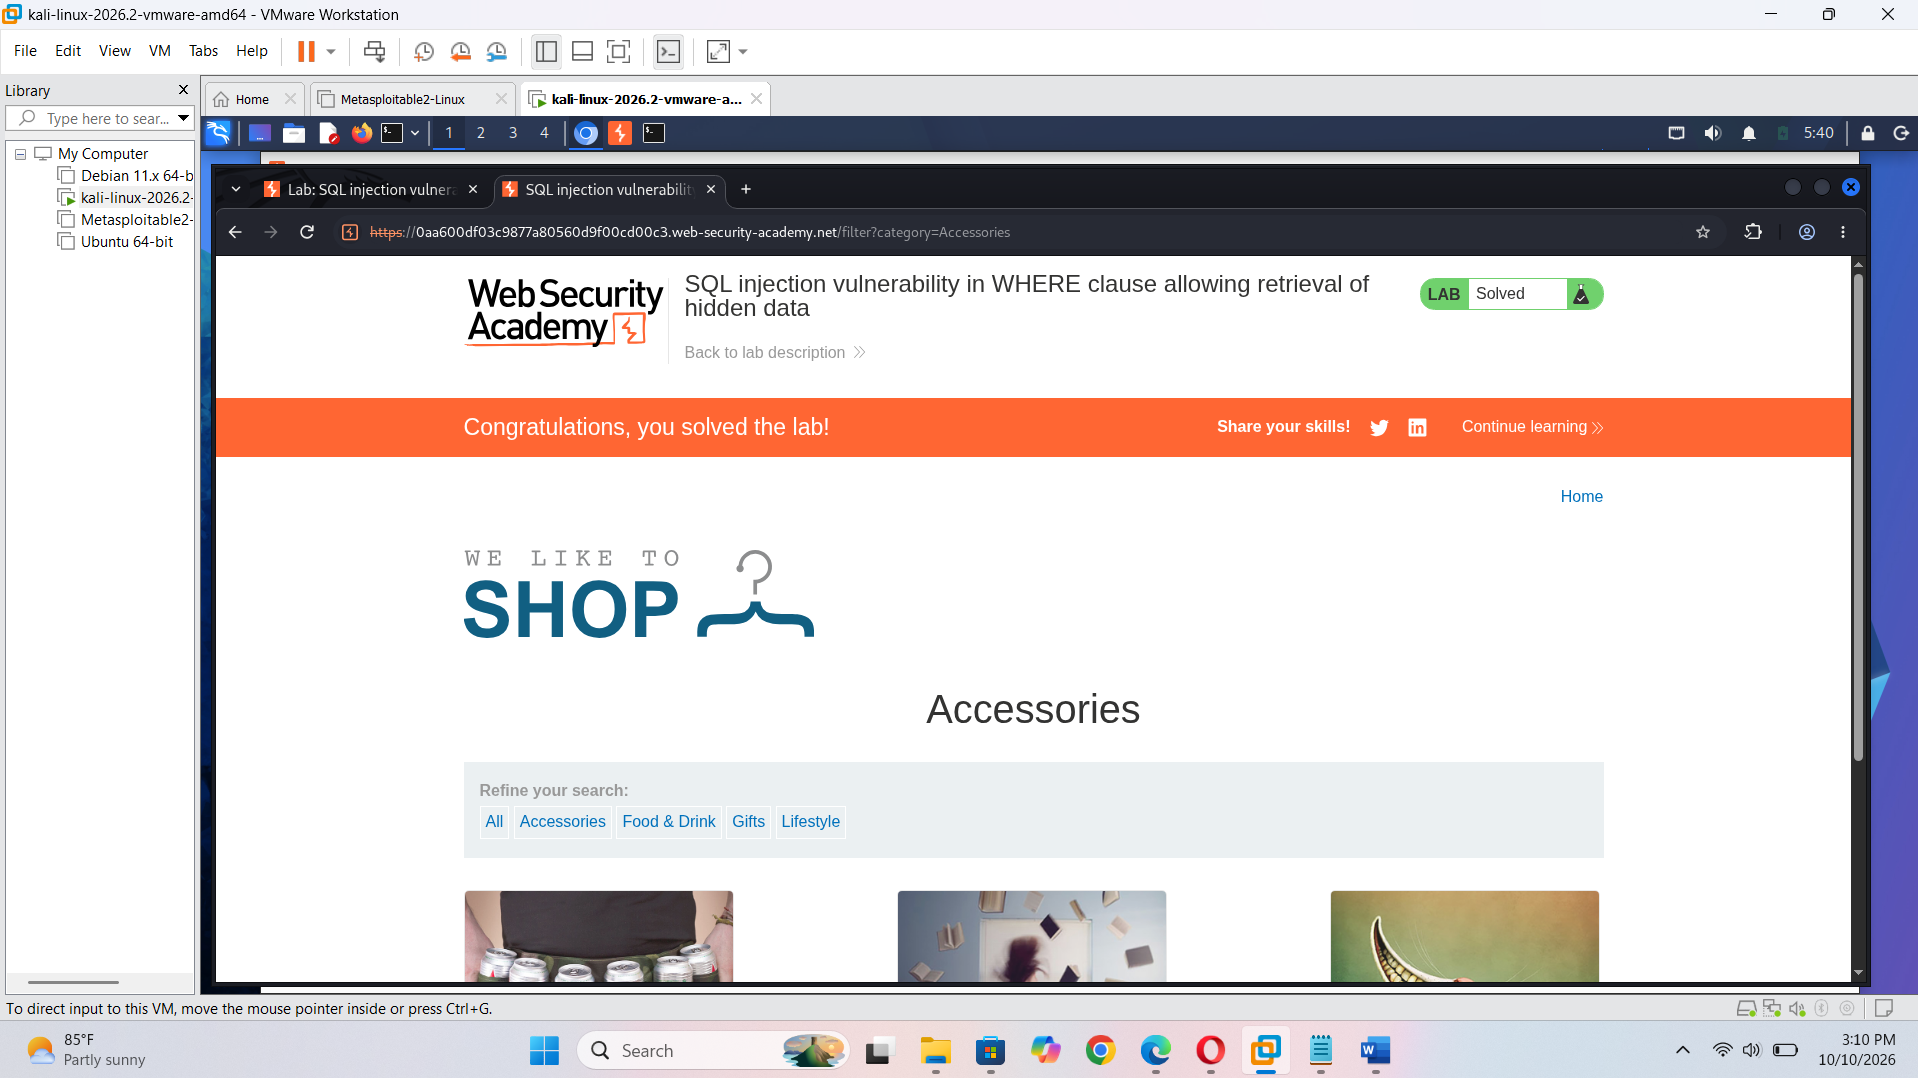 kali-linux-2026.2-vmware-amd64 - VMware Workstation
File Edit View VM Tabs Help
Library
Type here to sear...
My Computer
Debian 11.x 64-b
kali-linux-2026.2-
Metasploitable2-
Ubuntu 64-bit
Home
Metasploitable2-Linux
kali-linux-2026.2-vmware-a...
1 2 3 4
5:40
Lab: SQL injection vulnera
SQL injection vulnerabilit
https://0aa600df03c9877a80560d9f00cd00c3.web-security-academy.net/filter?category=Accessories
Web Security
Academy
SQL injection vulnerability in WHERE clause allowing retrieval of
hidden data
Back to lab description
LAB Solved
Congratulations, you solved the lab!
Share your skills!
Continue learning
Home
WE LIKE TO
SHOP
Accessories
Refine your search:
All Accessories Food & Drink Gifts Lifestyle
To direct input to this VM, move the mouse pointer inside or press Ctrl+G.
85°F
Partly sunny
Search
3:10 PM
10/10/2026